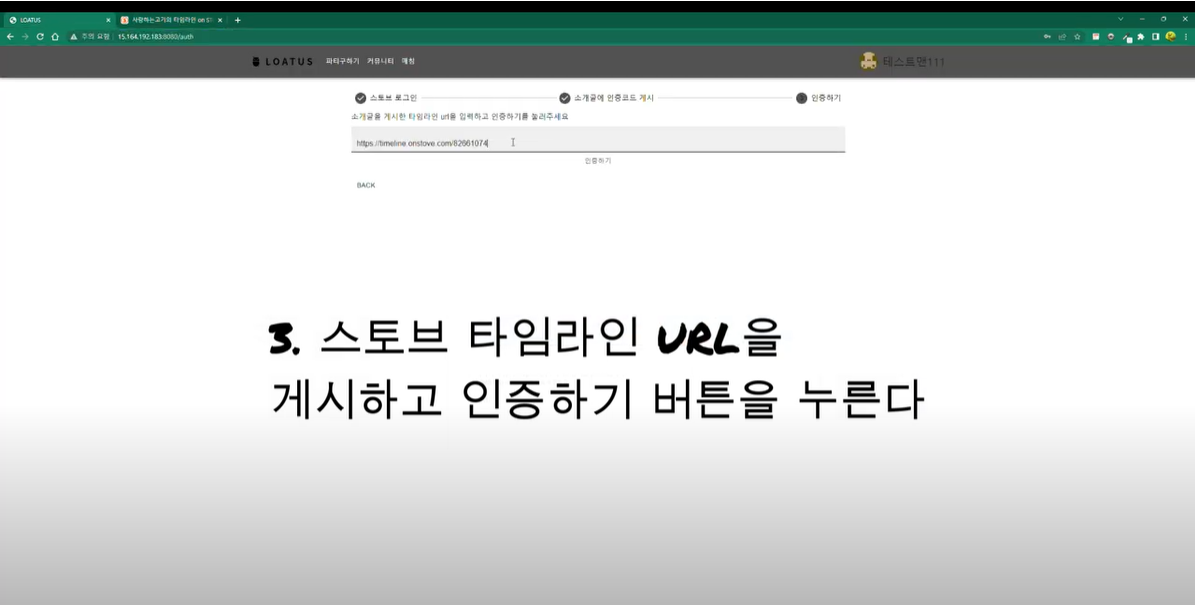 LOATUS
사랑하는고기의 타임라인 on ST
주의 요함 15.164.192.183:8080/auth
LOATUS 파티구하기 커뮤니티 매칭
테스트맨111
스토브 로그인 소개글에 인증코드 게시 인증하기
소개글을 게시한 타임라인 url을 입력하고 인증하기를 눌러주세요
https://timeline.onstove.com/82661074
인증하기
BACK
3. 스토브 타임라인 URL을
게시하고 인증하기 버튼을 누른다